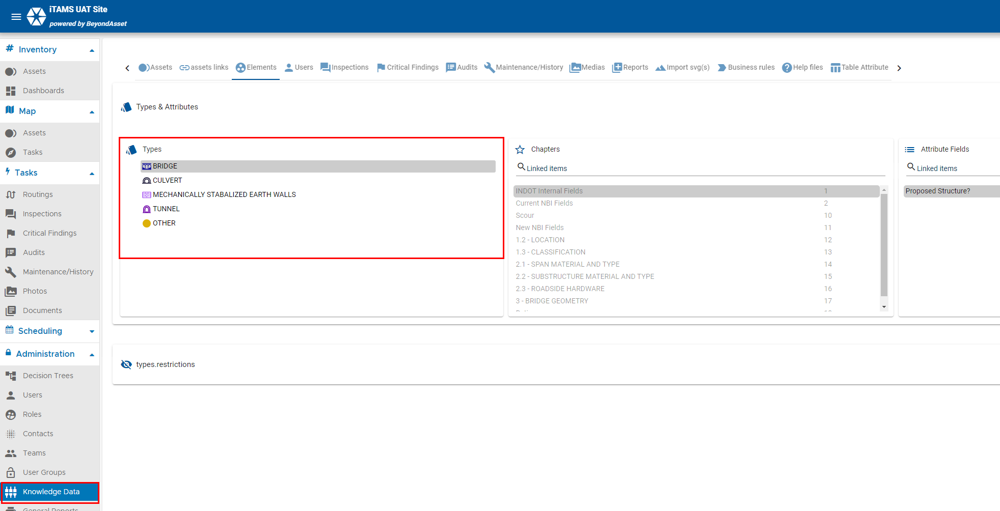 iTAMS UAT Site
powered by BeyondAsset
Inventory
Assets
Dashboards
Map
Assets
Tasks
Tasks
Routings
Inspections
Critical Findings
Audits
Maintenance/History
Photos
Documents
Scheduling
Administration
Decision Trees
Users
Roles
Contacts
Teams
User Groups
Knowledge Data
General Reports
Assets assets links Elements Users Inspections Critical Findings Audits Maintenance/History Medias Reports Import svg(s) Business rules Help files Table Attribute
Types & Attributes
Types
BRIDGE
CULVERT
MECHANICALLY STABALIZED EARTH WALLS
TUNNEL
OTHER
Chapters
Linked items
INDOT Internal Fields 1
Current NBI Fields 2
Scour 10
New NBI Fields 11
1.2 - LOCATION 12
1.3 - CLASSIFICATION 13
2.1 - SPAN MATERIAL AND TYPE 14
2.2 - SUBSTRUCTURE MATERIAL AND TYPE 15
2.3 - ROADSIDE HARDWARE 16
3 - BRIDGE GEOMETRY 17
Attribute Fields
Linked items
Proposed Structure?
types.restrictions